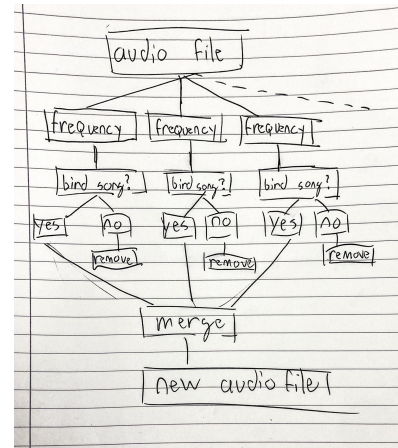 audio file
frequency frequency frequency
bird song? bird song? bird song?
yes no yes no yes no
remove remove remove
merge
new audio file